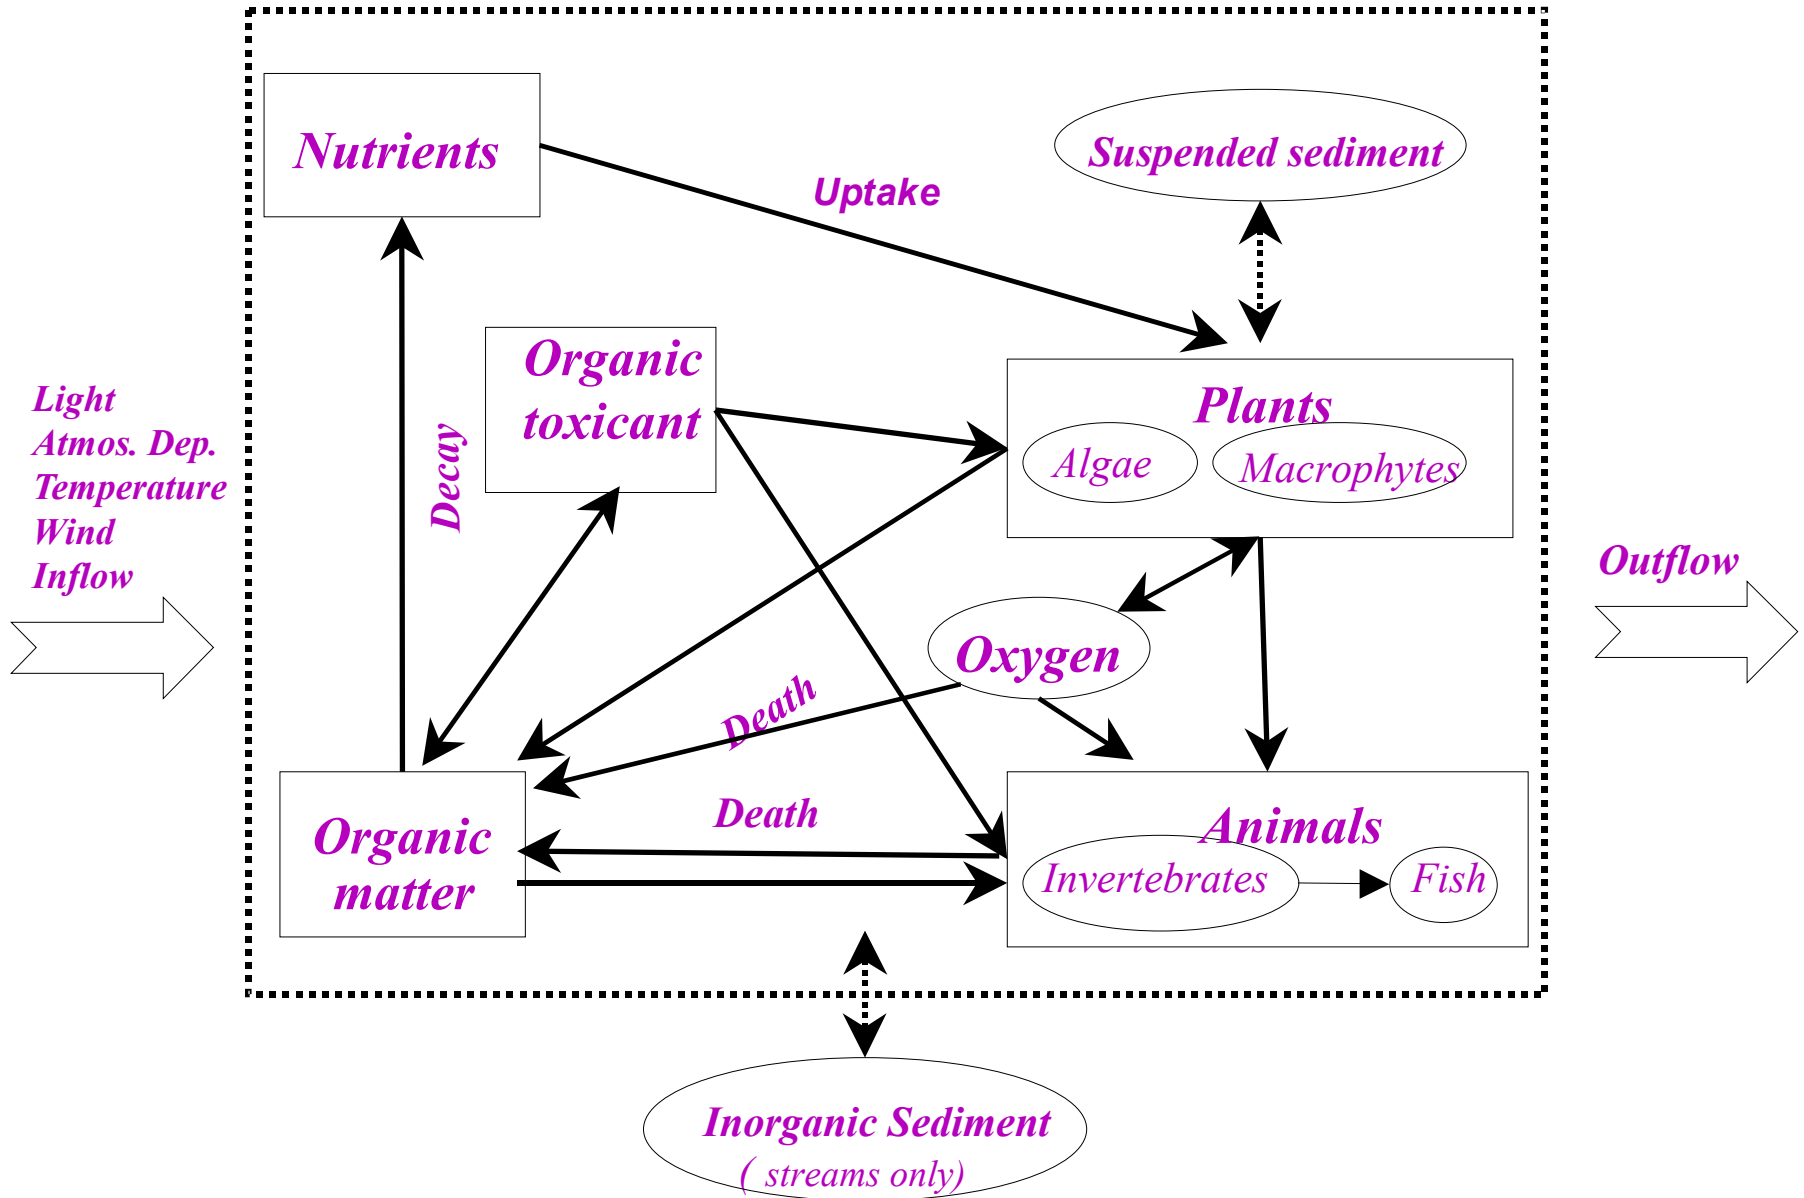 Nutrients
Suspended sediment
Uptake
Organic
toxicant
Plants
Algae
Macrophytes
Light
Atmos. Dep.
Temperature
Wind
Inflow
Decay
Outflow
Oxygen
Death
Death
Organic
matter
Animals
Invertebrates
Fish
Inorganic Sediment
( streams only)